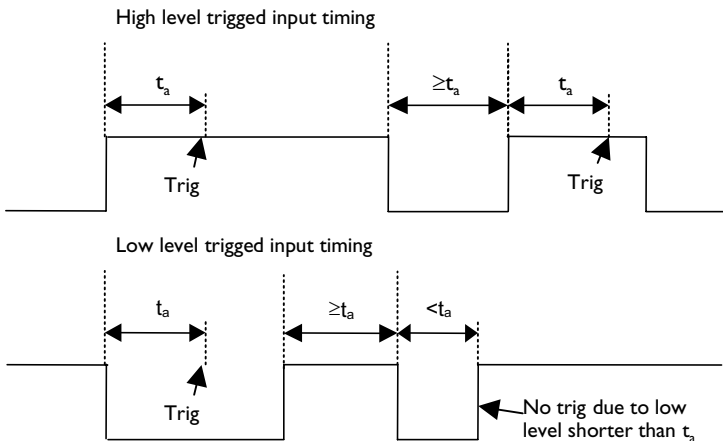 High level trigged input timing
tₐ
≥tₐ
tₐ
Trig
Trig
Low level trigged input timing
tₐ
≥tₐ
<tₐ
Trig
No trig due to low
level shorter than tₐ